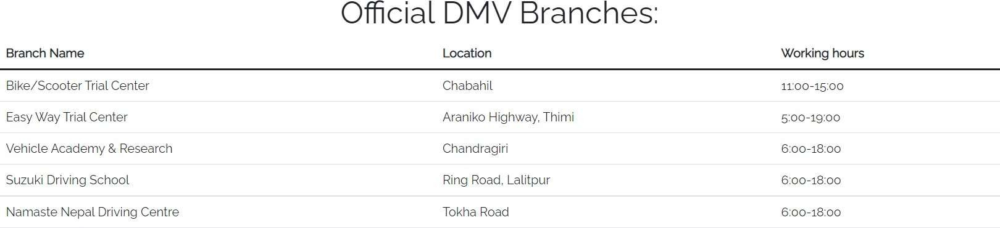 Official DMV Branches:
Branch Name Location Working hours
Bike/Scooter Trial Center Chabahil 11:00-15:00
Easy Way Trial Center Araniko Highway, Thimi 5:00-19:00
Vehicle Academy & Research Chandragiri 6:00-18:00
Suzuki Driving School Ring Road, Lalitpur 6:00-18:00
Namaste Nepal Driving Centre Tokha Road 6:00-18:00